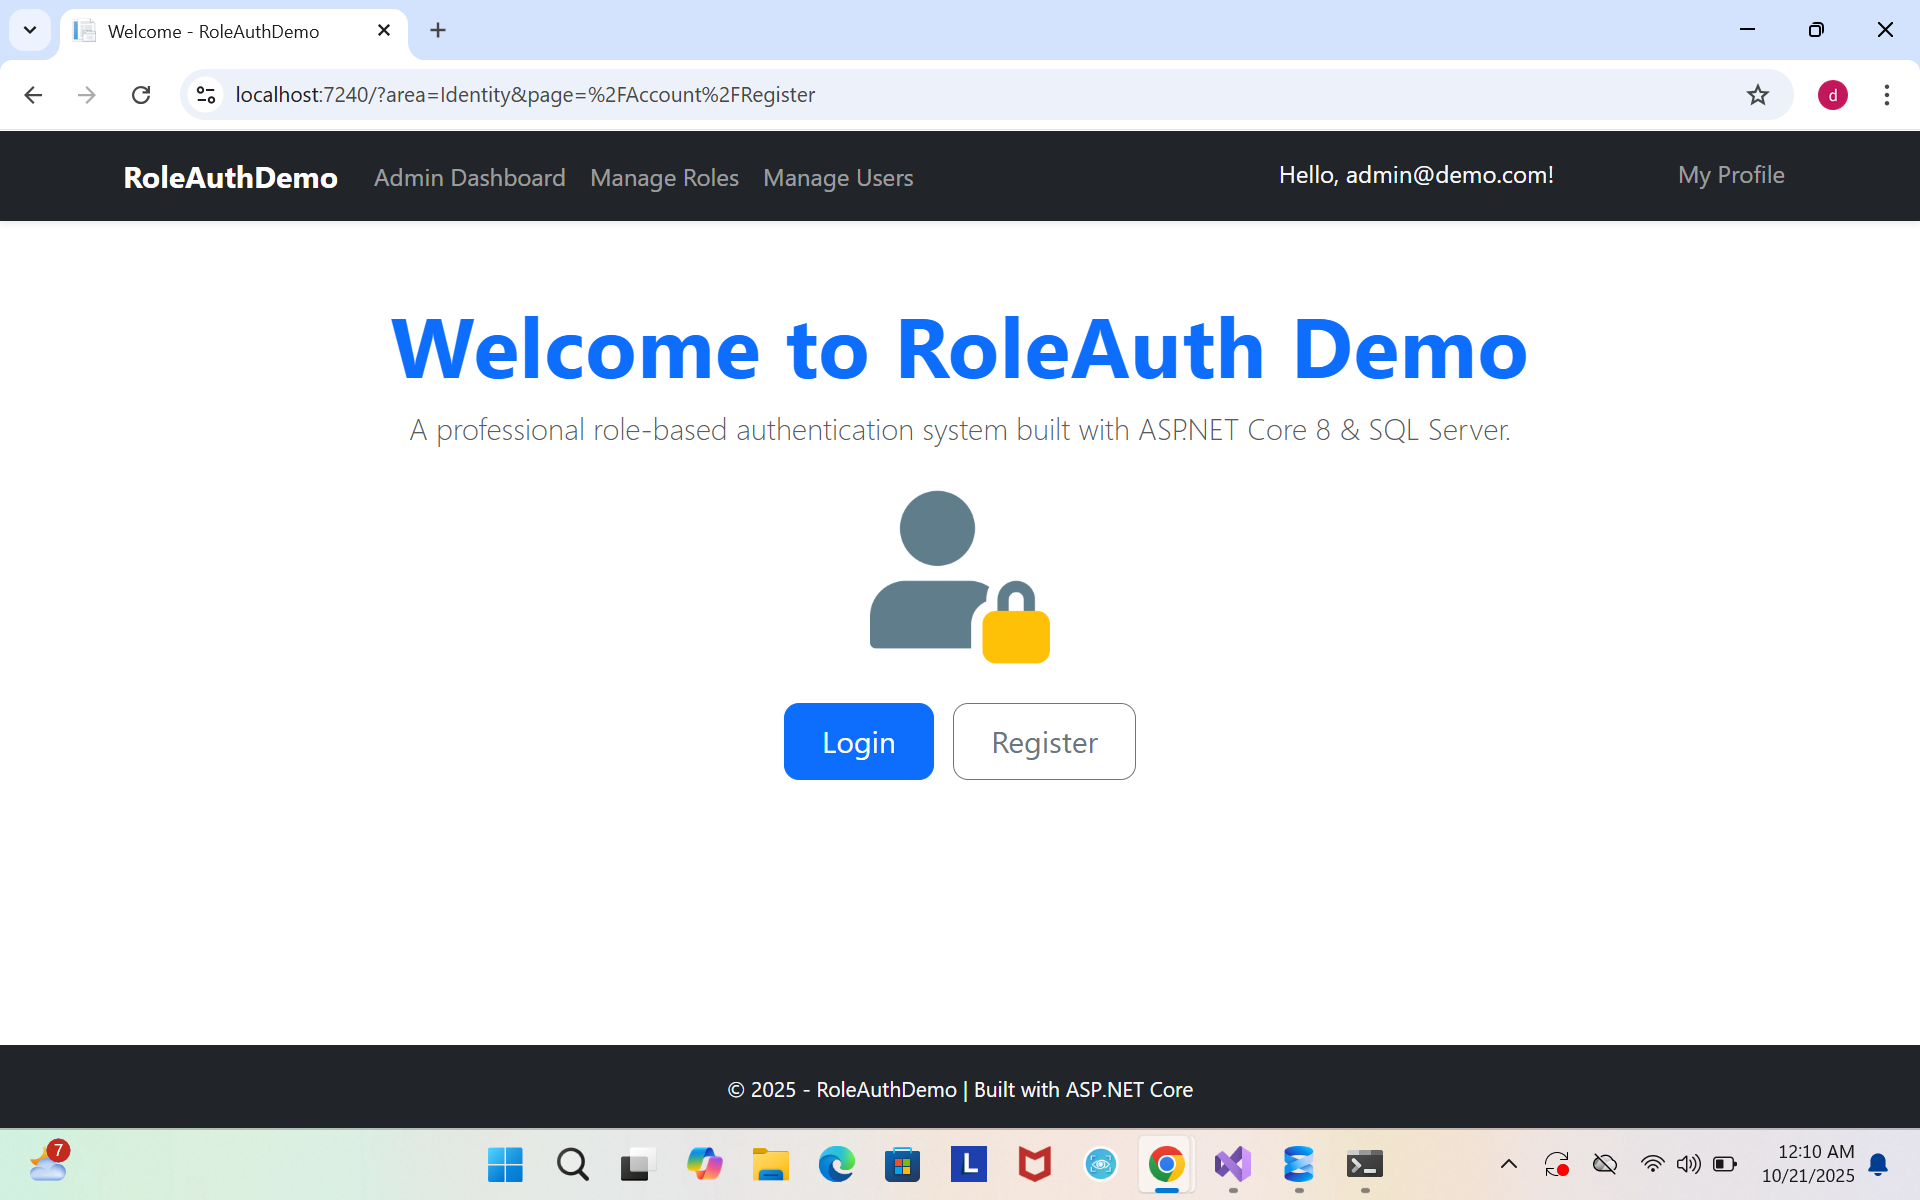 Welcome - RoleAuthDemo
localhost:7240/?area=Identity&page=%2FAccount%2FRegister
d
RoleAuthDemo Admin Dashboard Manage Roles Manage Users Hello, admin@demo.com! My Profile
Welcome to RoleAuth Demo
A professional role-based authentication system built with ASP.NET Core 8 & SQL Server.
Login Register
© 2025 - RoleAuthDemo | Built with ASP.NET Core
7
L
12:10 AM
10/21/2025